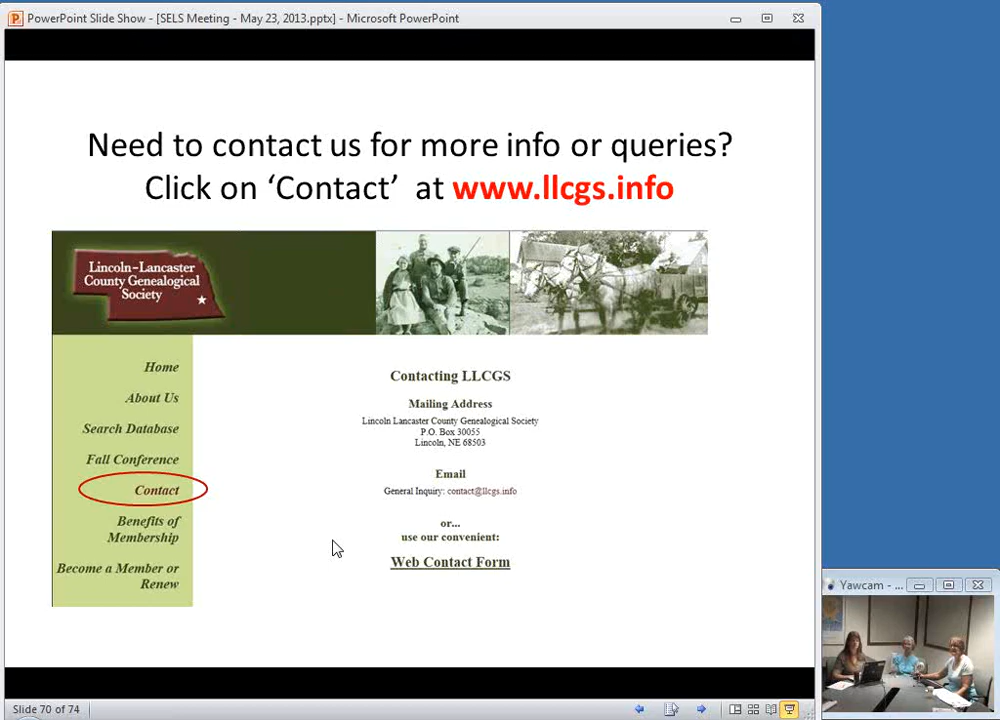 PowerPoint Slide Show - [SELS Meeting - May 23, 2013.pptx] - Microsoft PowerPoint
Need to contact us for more info or queries?
Click on ‘Contact’ at www.llcgs.info
Lincoln-Lancaster
County Genealogical
Society
Home
About Us
Search Database
Fall Conference
Contact
Benefits of
Membership
Become a Member or
Renew
Contacting LLCGS
Mailing Address
Lincoln Lancaster County Genealogical Society
P.O. Box 30055
Lincoln, NE 68503
Email
General Inquiry: contact@llcgs.info
or...
use our convenient:
Web Contact Form
Yawcam - ...
Slide 70 of 74